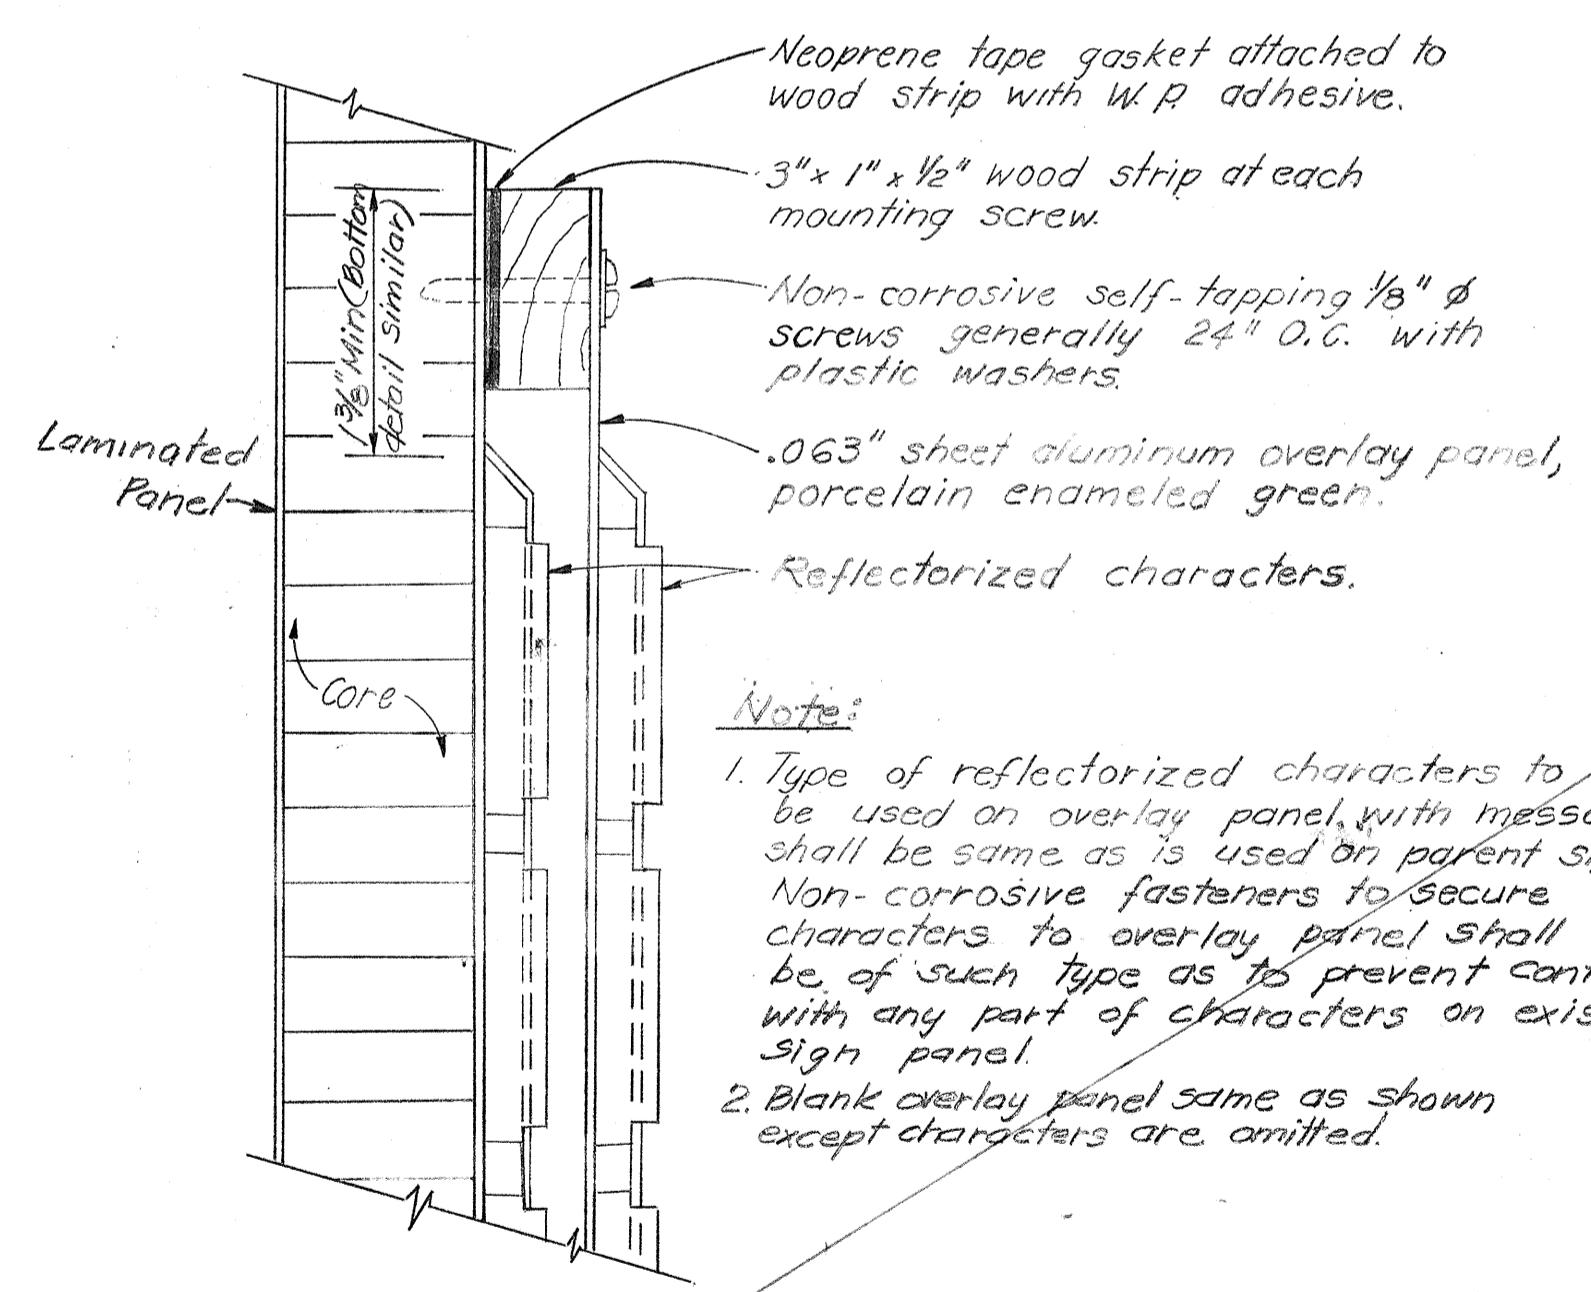 Neoprene tape gasket attached to
wood strip with W.P. adhesive.
3"x 1"x 1/2" wood strip at each
mounting screw.
Non-corrosive self-tapping 1/8" ø
screws generally 24" O.C. with
plastic washers.
.063" sheet aluminum overlay panel,
porcelain enameled green.
Reflectorized characters.
1 3/8" Min (Bottom
detail similar)
Laminated
Panel
Core
Note:
1. Type of reflectorized characters to
be used on overlay panel with
shall be same as is used on parent
Non-corrosive fasteners to secure
characters to overlay panel shall
be of such type as to prevent
with any part of characters on
sign panel.
2. Blank overlay panel same as shown
except characters are omitted.